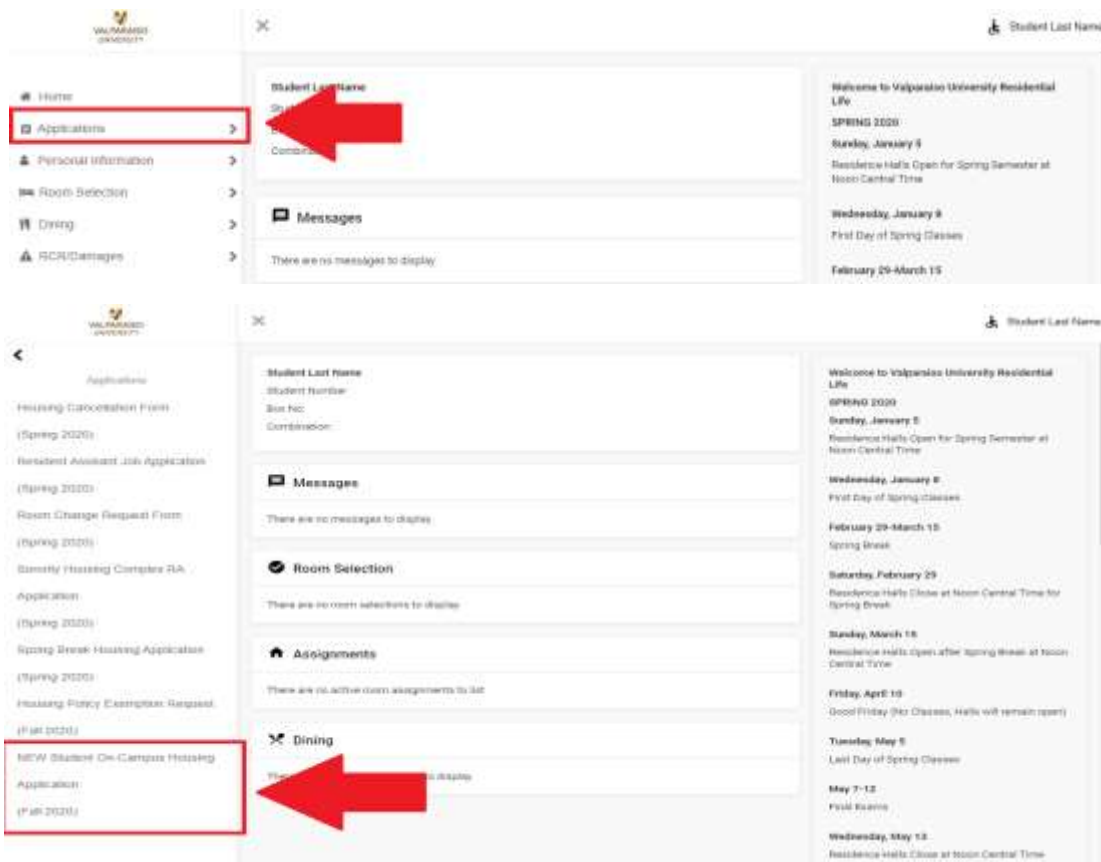 VALPARAISO
UNIVERSITY
Student Last Name
Home
Applications
Personal Information
Room Selection
Dining
RCR/Damages
Student Last Name
Messages
There are no messages to display
Welcome to Valparaiso University Residential
Life
SPRING 2020
Sunday, January 5
Residence Halls Open for Spring Semester at
Noon Central Time
Wednesday, January 8
First Day of Spring Classes
February 29-March 15
VALPARAISO
UNIVERSITY
Student Last Name
Applications
Housing Cancellation Form
(Spring 2020)
Resident Assistant Job Application
(Spring 2020)
Room Change Request From
(Spring 2020)
Sorority Housing Complex RA
Application
(Spring 2020)
Spring Break Housing Application
(Spring 2020)
Housing Policy Exemption Request
(Fall 2020)
NEW Student On-Campus Housing
Application
(Fall 2020)
Student Last Name
Student Number
Box No:
Combination:
Messages
There are no messages to display
Room Selection
There are no room selections to display
Assignments
There are no active room assignments to list
Dining
to display
Welcome to Valparaiso University Residential
Life
SPRING 2020
Sunday, January 5
Residence Halls Open for Spring Semester at
Noon Central Time
Wednesday, January 8
First Day of Spring Classes
February 29-March 15
Spring Break
Saturday, February 29
Residence Halls Close at Noon Central Time for
Spring Break
Sunday, March 15
Residence Halls Open after Spring Break at Noon
Central Time
Friday, April 10
Good Friday (No Classes, Halls will remain open)
Tuesday, May 5
Last Day of Spring Classes
May 7-12
Final Exams
Wednesday, May 13
Residence Halls Close at Noon Central Time